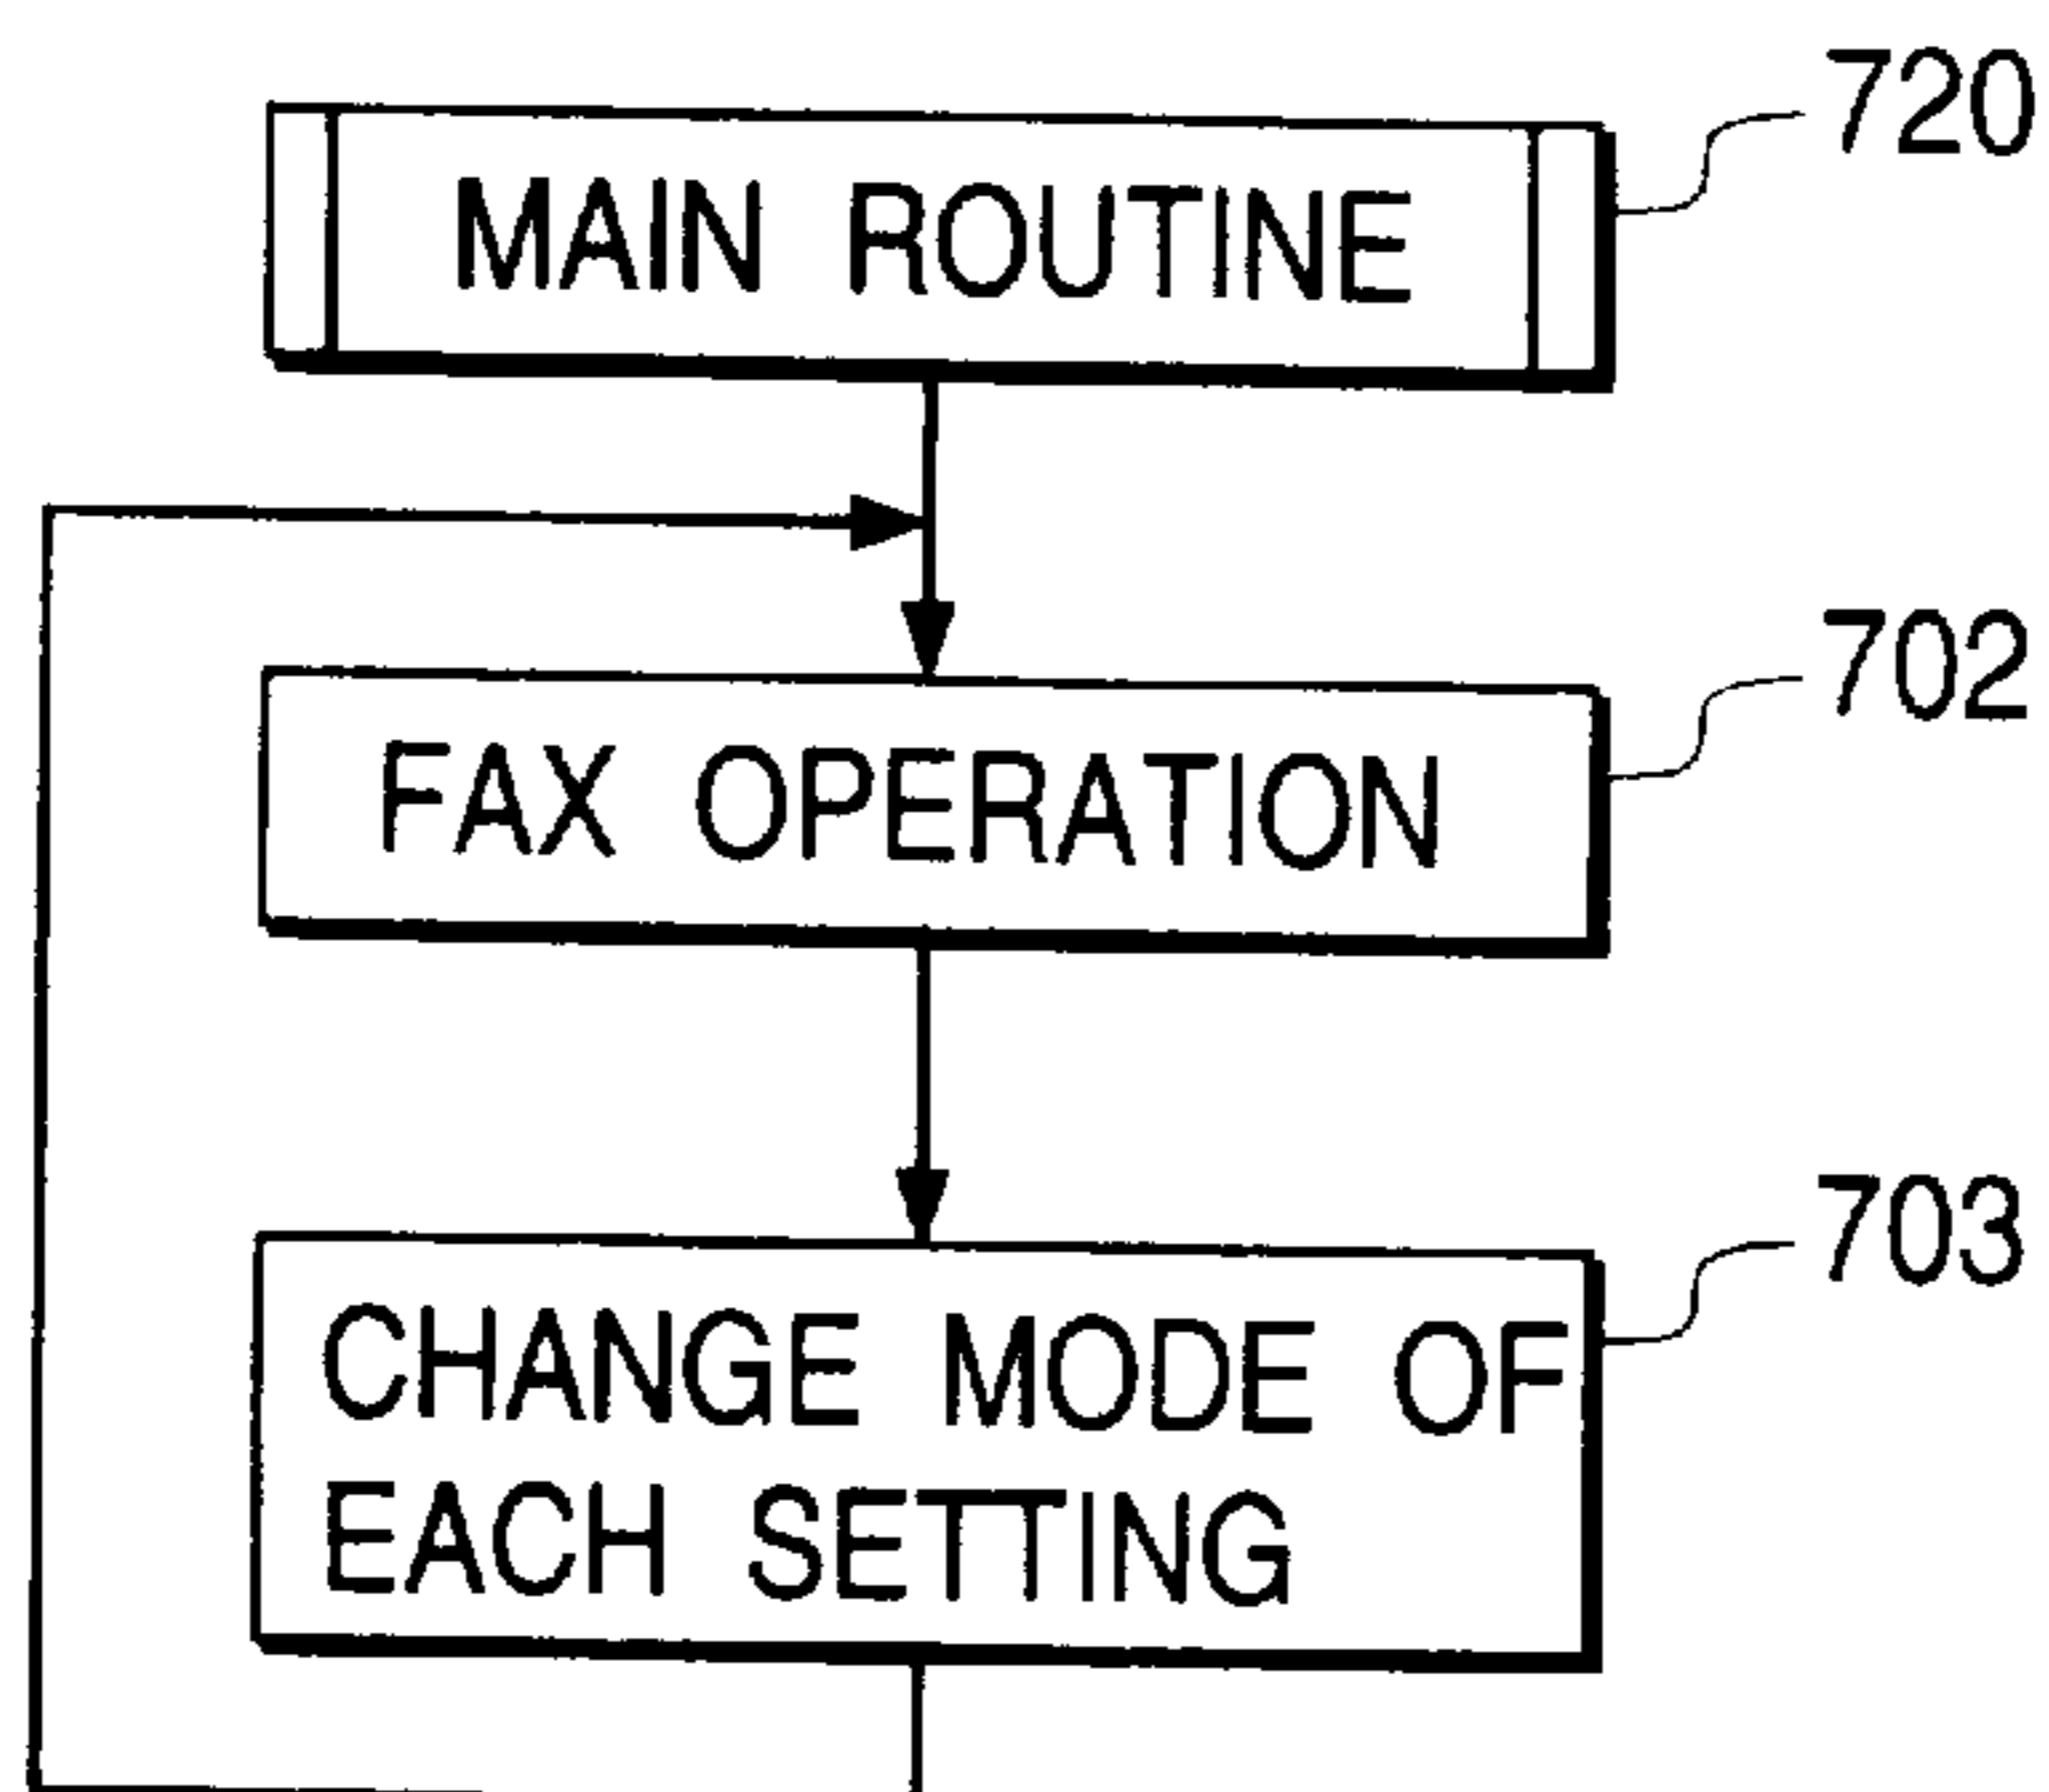 720
MAIN ROUTINE
702
FAX OPERATION
703
CHANGE MODE OF
EACH SETTING